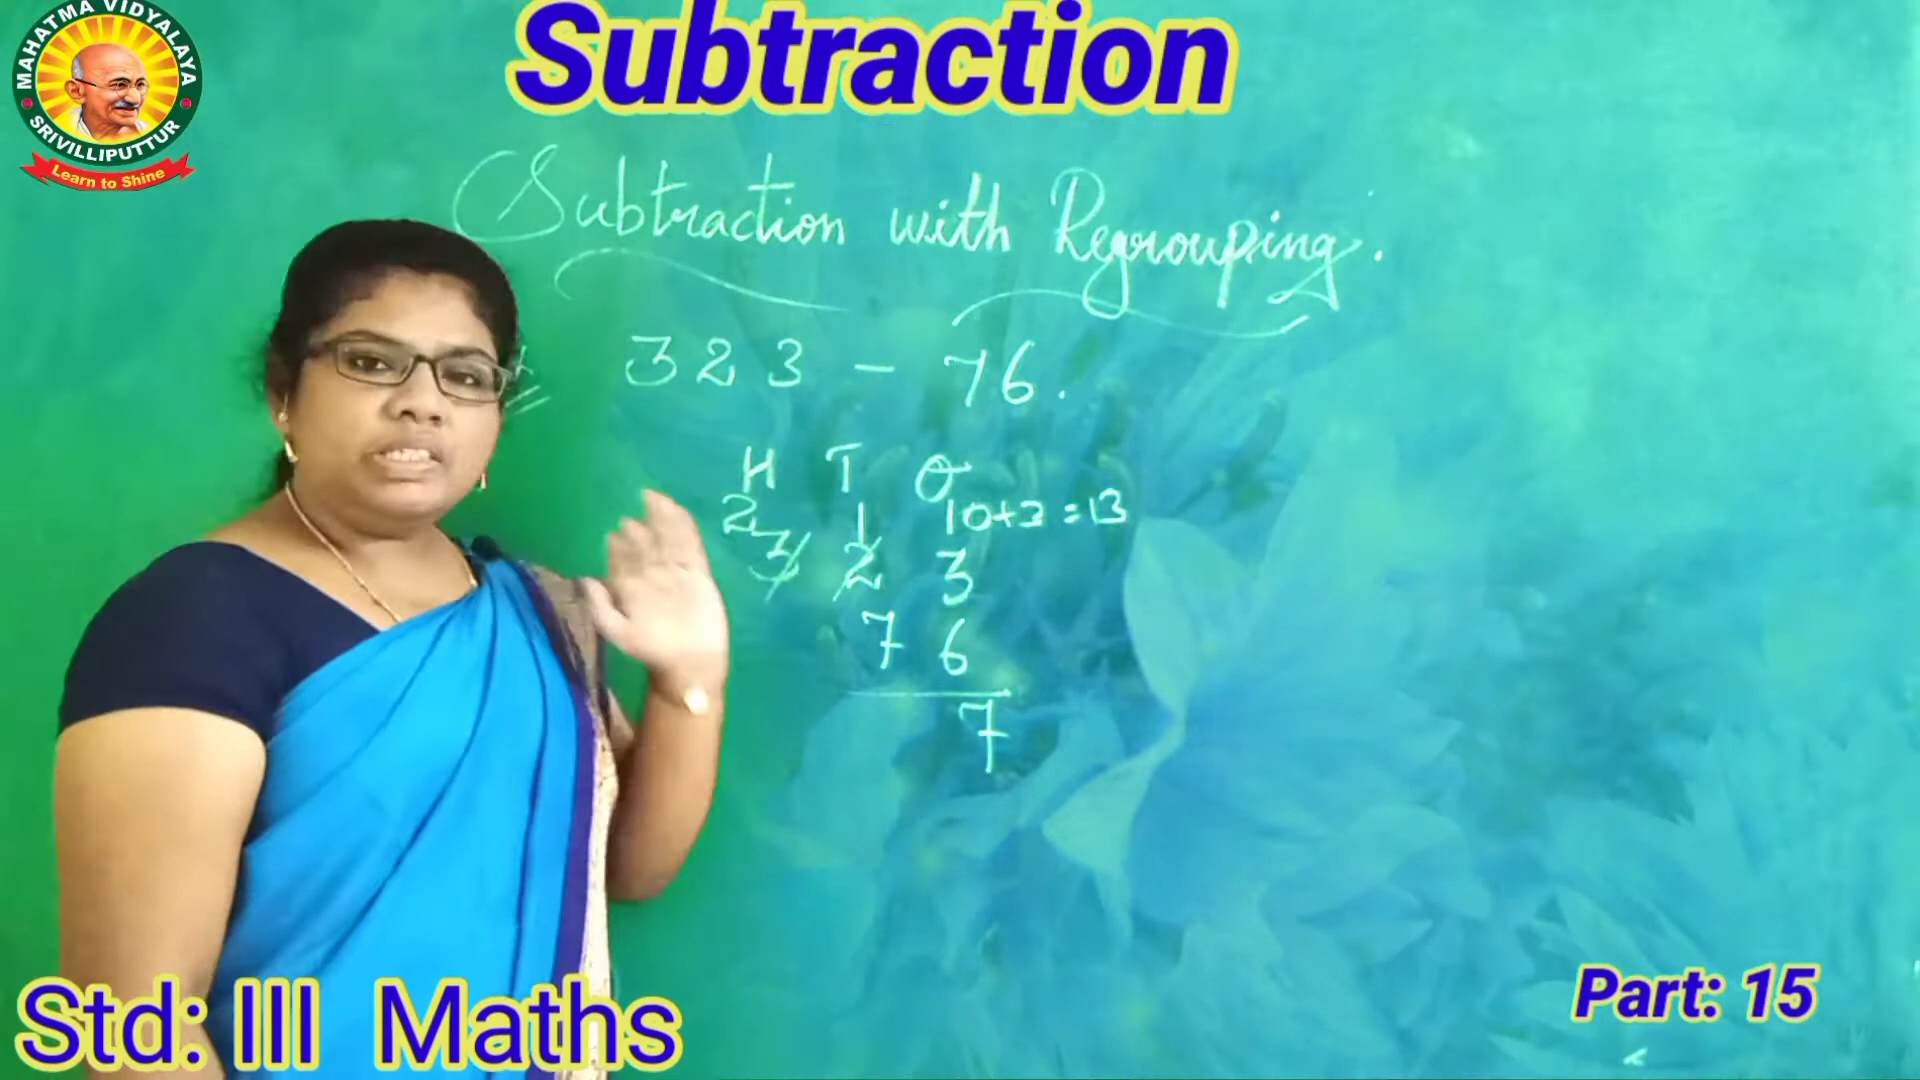 MAHATMA VIDYALAYA
SRIVILLIPUTTUR
Learn to Shine
Subtraction
Subtraction with Regrouping.
323 - 76.
H T O
2 1 10+3=13
3 2 3
7 6
7
Std: III Maths
Part: 15